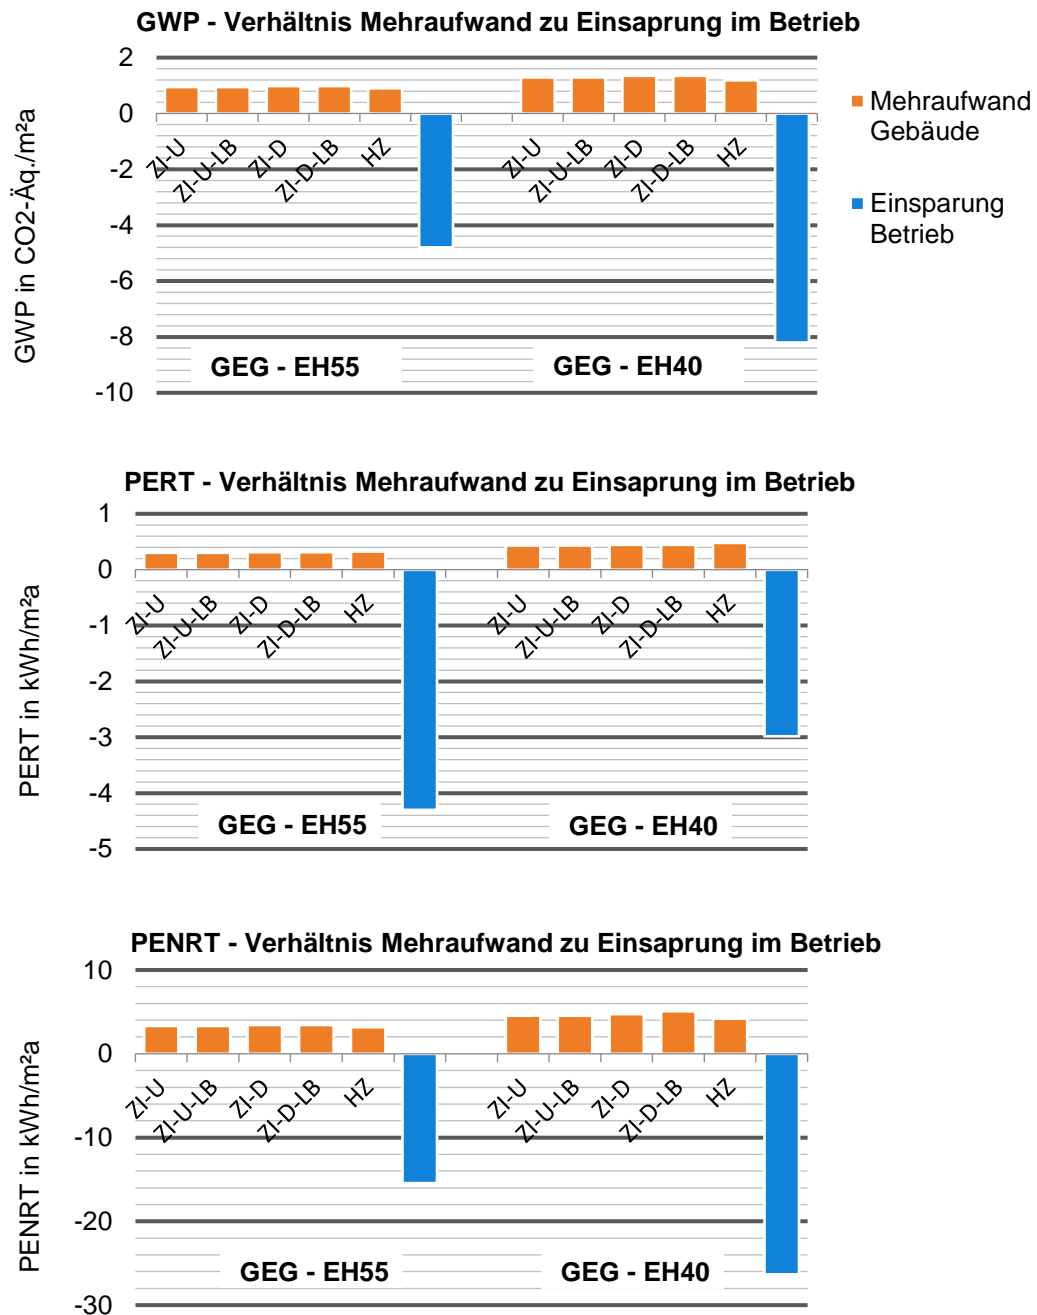 GWP - Verhältnis Mehraufwand zu Einsaprung im Betrieb
GWP in CO2-Äq./m²a
2
0
-2
-4
-6
-8
-10
ZI-U
ZI-U-LB
ZI-D
ZI-D-LB
HZ
ZI-U
ZI-U-LB
ZI-D
ZI-D-LB
HZ
GEG - EH55
GEG - EH40
Mehraufwand
Gebäude
Einsparung
Betrieb
PERT - Verhältnis Mehraufwand zu Einsaprung im Betrieb
PERT in kWh/m²a
1
0
-1
-2
-3
-4
-5
ZI-U
ZI-U-LB
ZI-D
ZI-D-LB
HZ
ZI-U
ZI-U-LB
ZI-D
ZI-D-LB
HZ
GEG - EH55
GEG - EH40
PENRT - Verhältnis Mehraufwand zu Einsaprung im Betrieb
PENRT in kWh/m²a
10
0
-10
-20
-30
ZI-U
ZI-U-LB
ZI-D
ZI-D-LB
HZ
ZI-U
ZI-U-LB
ZI-D
ZI-D-LB
HZ
GEG - EH55
GEG - EH40